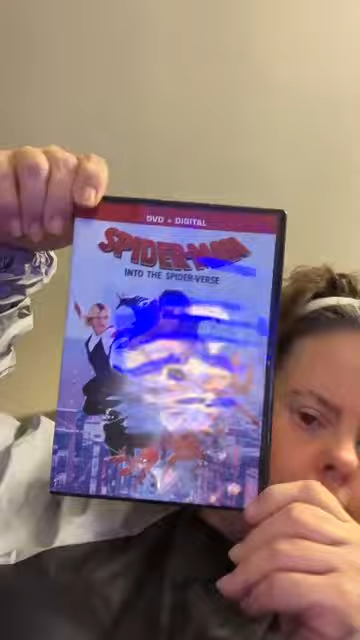 DVD + DIGITAL
SPIDER-MAN
INTO THE SPIDER-VERSE